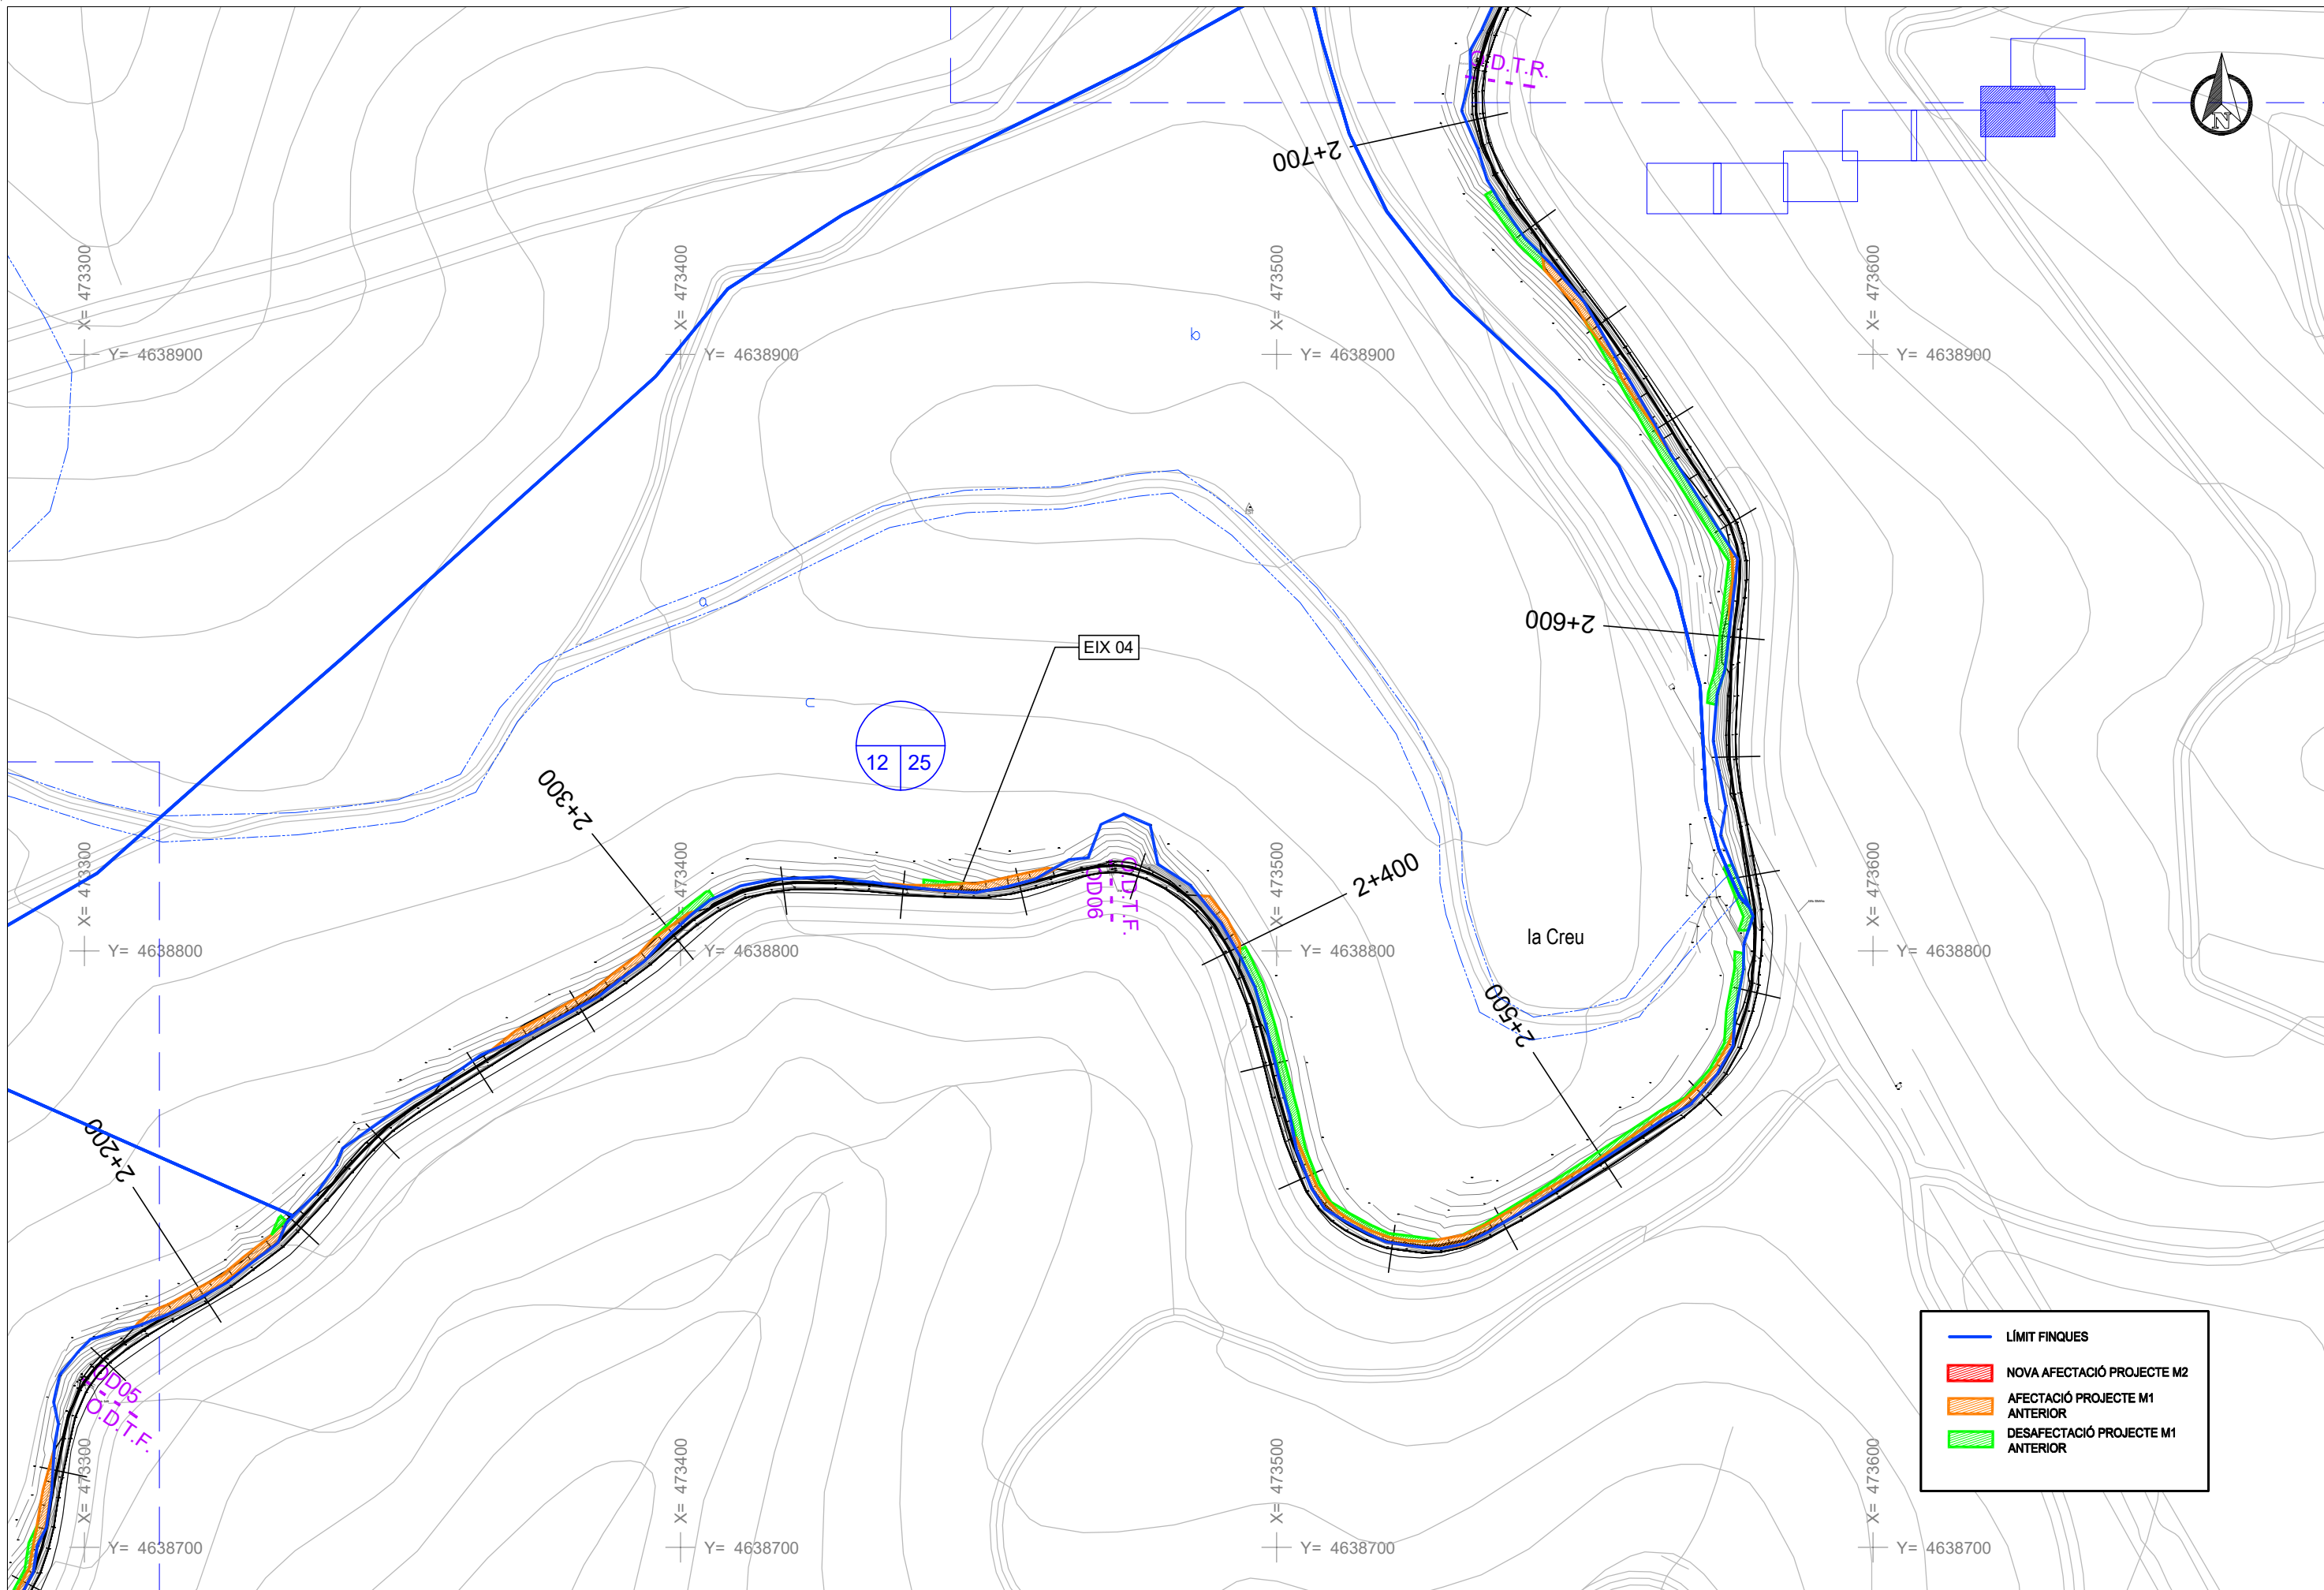 O.D.T.R.
2+700
N
X= 473300
X= 473400
X= 473500
X= 473600
Y= 4638900
Y= 4638900
Y= 4638900
Y= 4638900
b
a
2+600
EIX 04
c
12 25
2+300
X= 473300
X= 473400
X= 473500
X= 473600
2+400
OD06
O.D.T.F.
la Creu
Y= 4638800
Y= 4638800
Y= 4638800
Y= 4638800
2+500
2+200
OD05
O.D.T.F.
LÍMIT FINQUES
NOVA AFECTACIÓ PROJECTE M2
AFECTACIÓ PROJECTE M1
ANTERIOR
DESAFECTACIÓ PROJECTE M1
ANTERIOR
X= 473300
X= 473400
X= 473500
X= 473600
Y= 4638700
Y= 4638700
Y= 4638700
Y= 4638700